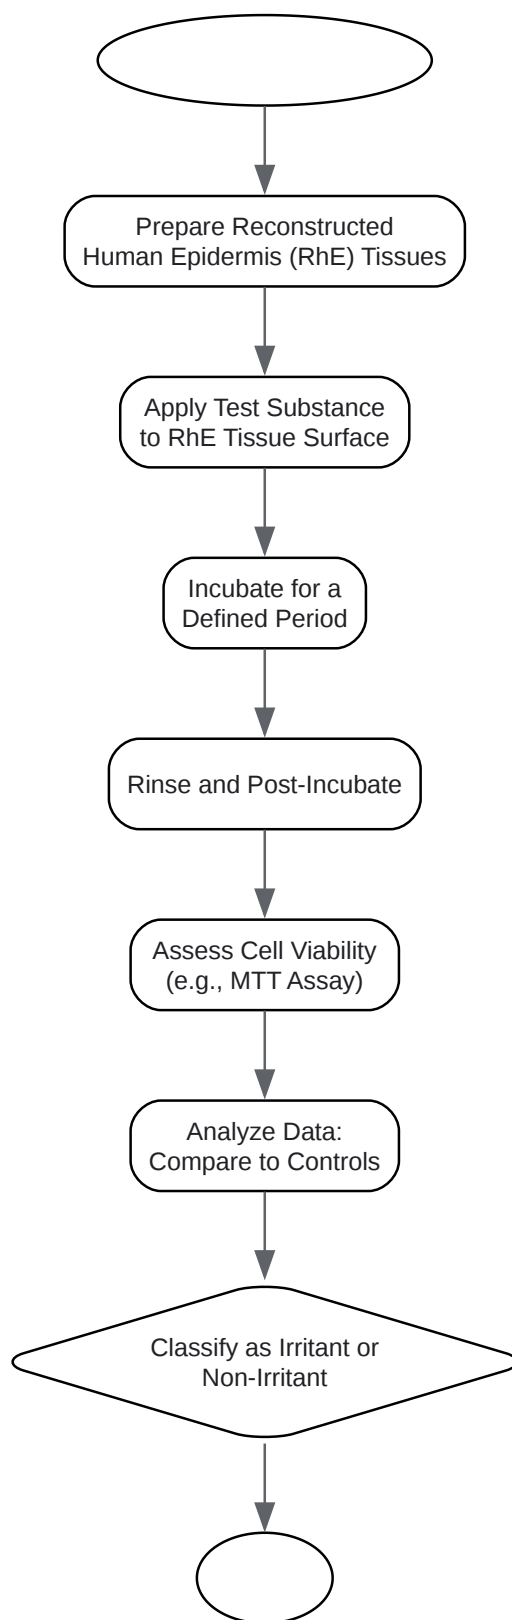 Prepare Reconstructed
Human Epidermis (RhE) Tissues
Apply Test Substance
to RhE Tissue Surface
Incubate for a
Defined Period
Rinse and Post-Incubate
Assess Cell Viability
(e.g., MTT Assay)
Analyze Data:
Compare to Controls
Classify as Irritant or
Non-Irritant